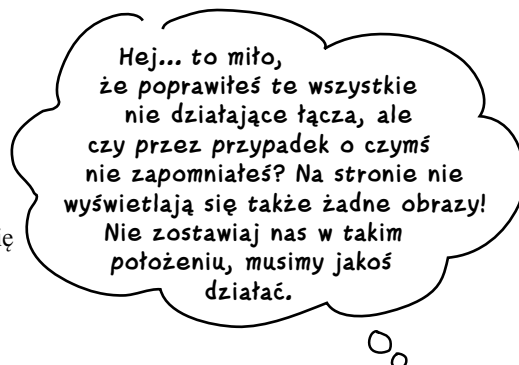 Hej... to miło,
że poprawiłeś te wszystkie
nie działające łącza, ale
czy przez przypadek o czymś
nie zapomniałeś? Na stronie nie
wyświetlają się także żadne obrazy!
Nie zostawiaj nas w takim
położeniu, musimy jakoś
działać.